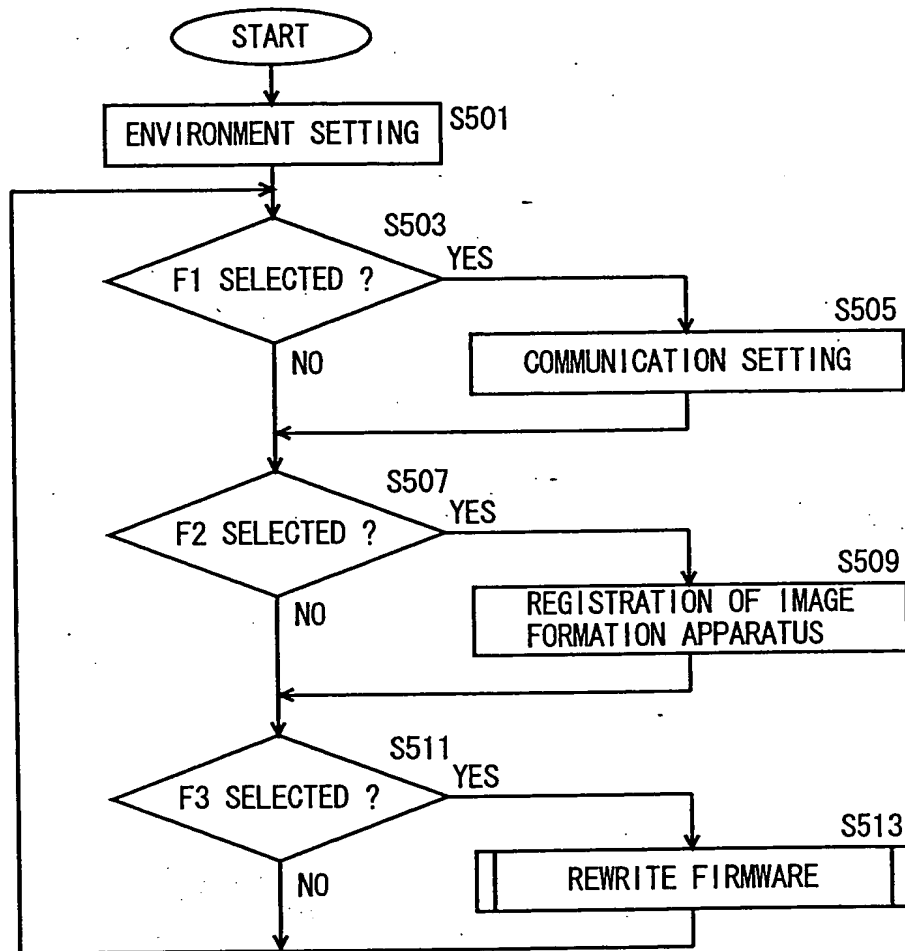 START
ENVIRONMENT SETTING
S501
S503
F1 SELECTED ?
YES
S505
COMMUNICATION SETTING
NO
S507
F2 SELECTED ?
YES
S509
REGISTRATION OF IMAGE
FORMATION APPARATUS
NO
S511
F3 SELECTED ?
YES
S513
REWRITE FIRMWARE
NO